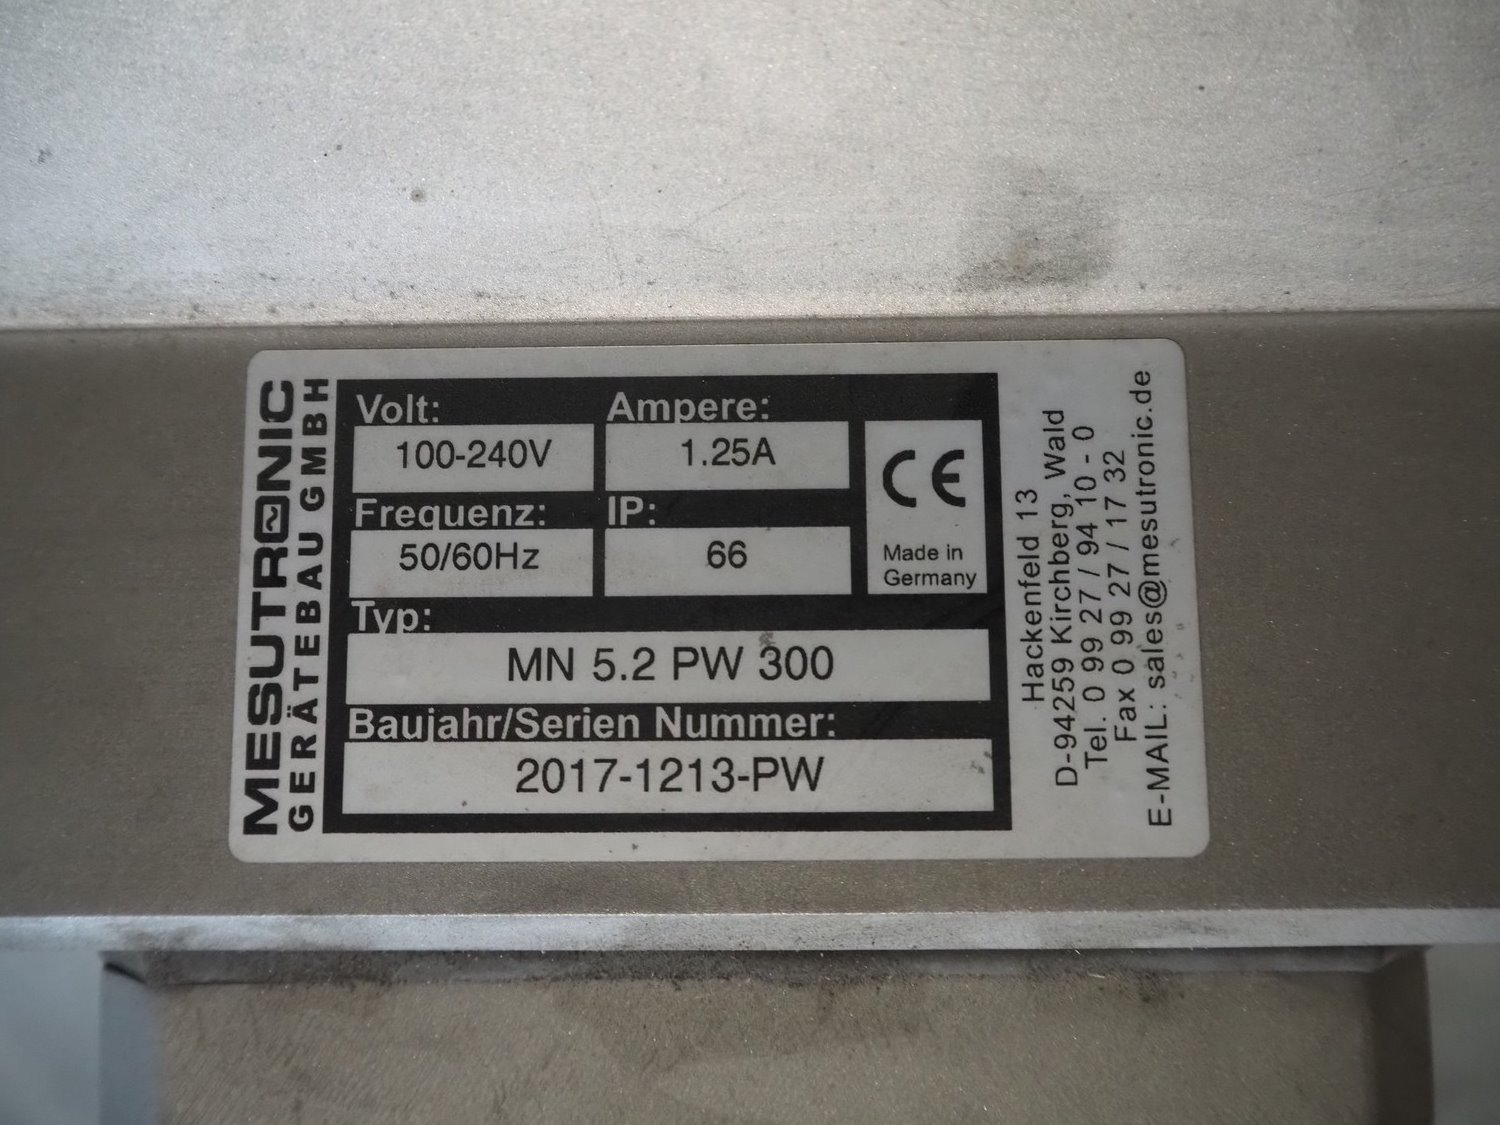 MESUTRONIC
GERÄTEBAU GMBH
Volt:
100-240V
Ampere:
1.25A
Frequenz:
50/60Hz
IP:
66
CE
Made in
Germany
Typ:
MN 5.2 PW 300
Baujahr/Serien Nummer:
2017-1213-PW
Hackenfeld 13
D-94259 Kirchberg, Wald
Tel. 0 99 27 / 94 10 - 0
Fax 0 99 27 / 17 32
E-MAIL: sales@mesutronic.de